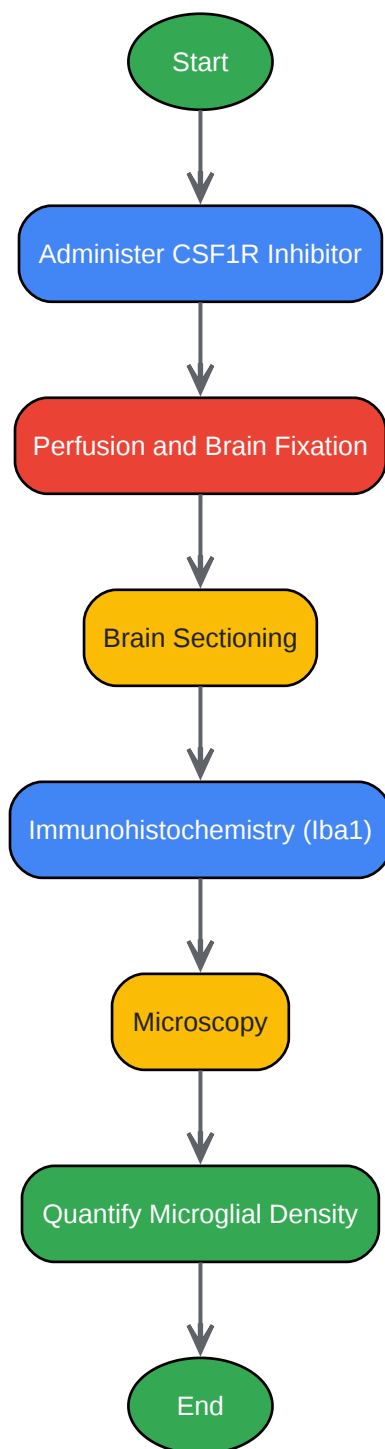 Start
Administer CSF1R Inhibitor
Perfusion and Brain Fixation
Brain Sectioning
Immunohistochemistry (Iba1)
Microscopy
Quantify Microglial Density
End